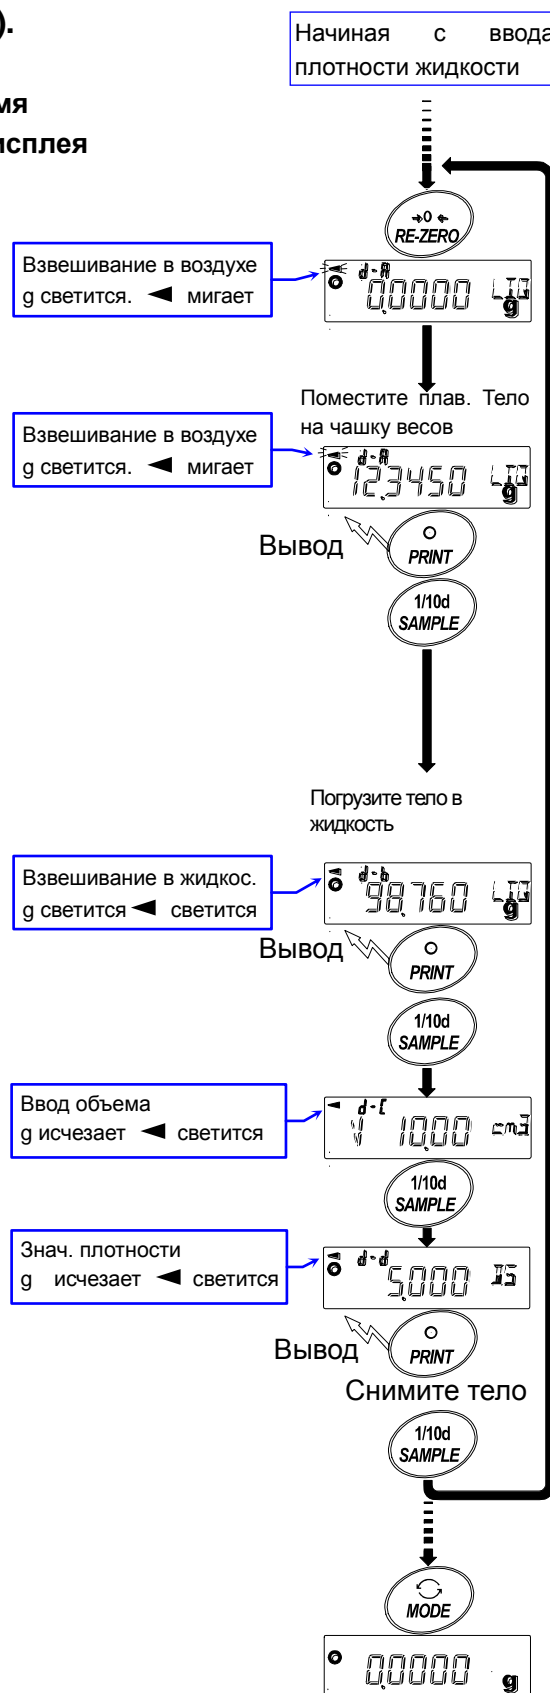 ).
Начиная с ввода
плотности жидкости
мя
исплея
→0←
RE-ZERO
Взвешивание в воздухе
g светится. ◄ мигает
d-A
0.0000 g
Поместите плав. Тело
на чашку весов
Взвешивание в воздухе
g светится. ◄ мигает
d-A
12.3450 g
Вывод
PRINT
1/10d
SAMPLE
Погрузите тело в
жидкость
Взвешивание в жидкос.
g светится ◄ светится
d-b
98.760 g
Вывод
PRINT
1/10d
SAMPLE
Ввод объема
g исчезает ◄ светится
d-C
10.00
1/10d
SAMPLE
Знач. плотности
g исчезает ◄ светится
d-d
5.000
Вывод
PRINT
Снимите тело
1/10d
SAMPLE
MODE
0.0000 g